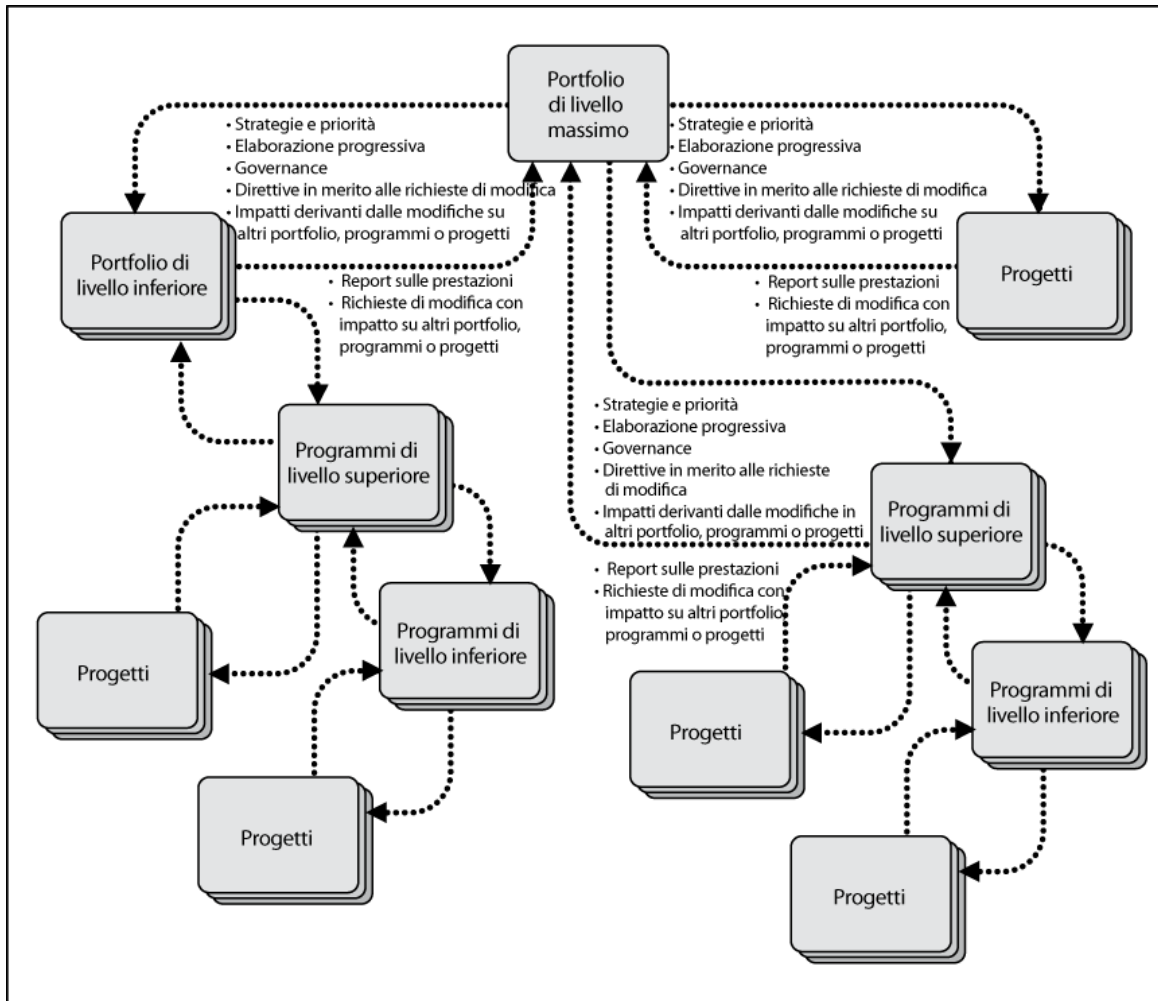 Portfolio
di livello
massimo
• Strategie e priorità
• Elaborazione progressiva
• Governance
• Direttive in merito alle richieste di modifica
• Impatti derivanti dalle modifiche su
altri portfolio, programmi o progetti
• Strategie e priorità
• Elaborazione progressiva
• Governance
• Direttive in merito alle richieste di modifica
• Impatti derivanti dalle modifiche su
altri portfolio, programmi o progetti
Portfolio di
livello inferiore
Progetti
• Report sulle prestazioni
• Richieste di modifica con
impatto su altri portfolio,
programmi o progetti
• Report sulle prestazioni
• Richieste di modifica con
impatto su altri portfolio,
programmi o progetti
Programmi di
livello superiore
• Strategie e priorità
• Elaborazione progressiva
• Governance
• Direttive in merito alle richieste
di modifica
• Impatti derivanti dalle modifiche in
altri portfolio, programmi o progetti
Programmi di
livello superiore
• Report sulle prestazioni
• Richieste di modifica con
impatto su altri portfolio
programmi o progetti
Progetti
Programmi di
livello inferiore
Progetti
Programmi di
livello inferiore
Progetti
Progetti